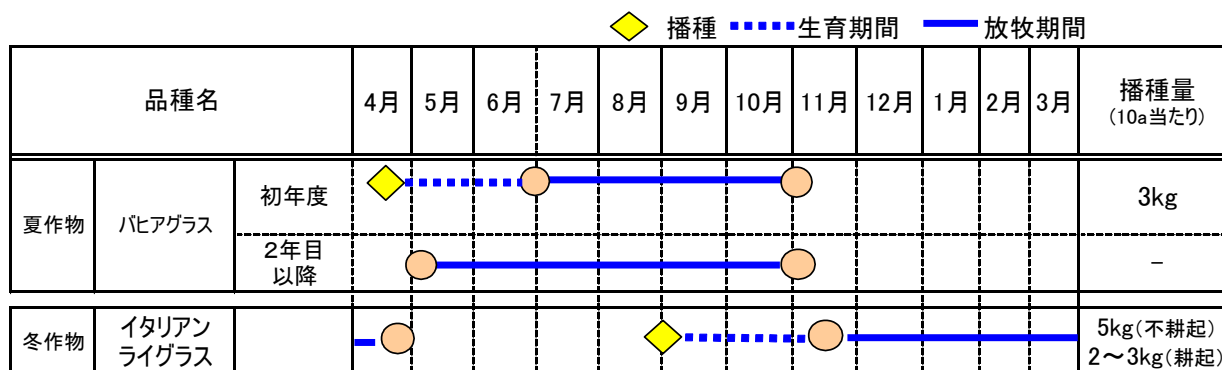 播種 生育期間 放牧期間
品種名 4月 5月 6月 7月 8月 9月 10月 11月 12月 1月 2月 3月 播種量
(10a当たり)
夏作物 バヒアグラス 初年度 3kg
2年目
以降 −
冬作物 イタリアン
ライグラス 5kg(不耕起)
2～3kg(耕起)